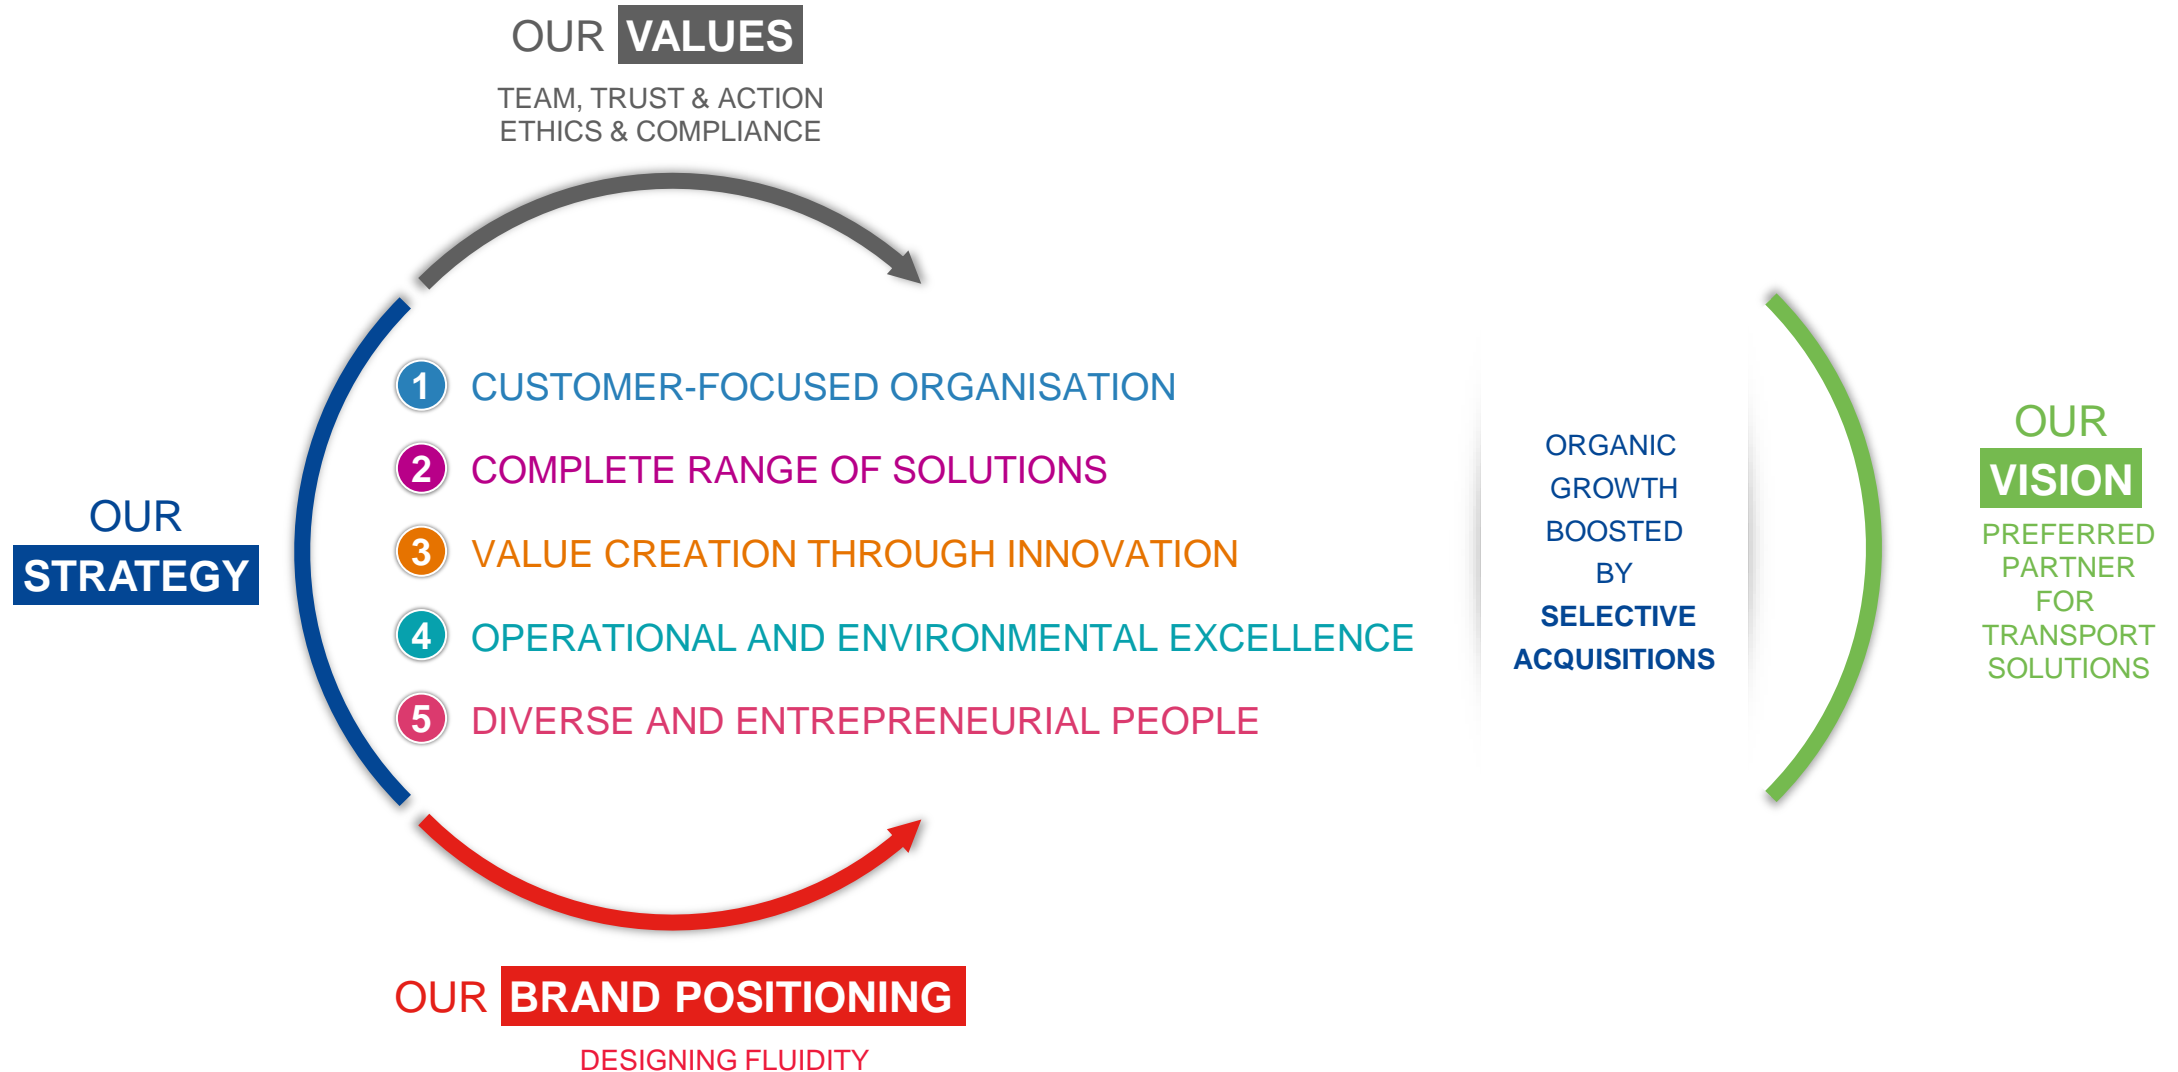 OUR VALUES
TEAM, TRUST & ACTION
ETHICS & COMPLIANCE
OUR
STRATEGY
1 CUSTOMER-FOCUSED ORGANISATION
2 COMPLETE RANGE OF SOLUTIONS
3 VALUE CREATION THROUGH INNOVATION
4 OPERATIONAL AND ENVIRONMENTAL EXCELLENCE
5 DIVERSE AND ENTREPRENEURIAL PEOPLE
ORGANIC
GROWTH
BOOSTED
BY
SELECTIVE
ACQUISITIONS
OUR
VISION
PREFERRED
PARTNER
FOR
TRANSPORT
SOLUTIONS
OUR BRAND POSITIONING
DESIGNING FLUIDITY